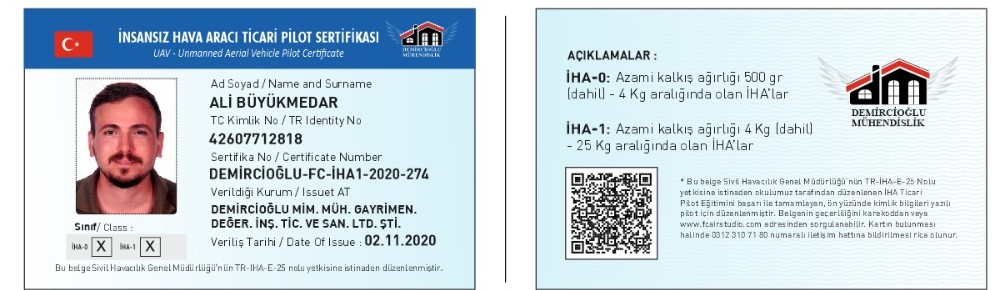 İNSANSIZ HAVA ARACI TİCARİ PİLOT SERTİFİKASI
UAV - Unmanned Aerial Vehicle Pilot Certificate
DEMİRCİOĞLU
MÜHENDİSLİK
Ad Soyad / Name and Surname
ALİ BÜYÜKMEDAR
TC Kimlik No / TR Identity No
42607712818
Sertifika No / Certificate Number
DEMİRCİOĞLU-FC-İHA1-2020-274
Verildiği Kurum / Issuet AT
DEMİRCİOĞLU MİM. MÜH. GAYRİMEN.
DEĞER. İNŞ. TİC. VE SAN. LTD. ŞTİ.
Veriliş Tarihi / Date Of Issue : 02.11.2020
Sınıf/ Class :
İHA-0 X İHA-1 X
Bu belge Sivil Havacılık Genel Müdürlüğü'nün TR-IHA-E-25 nolu yetkisine istinaden düzenlenmiştir.
AÇIKLAMALAR :
İHA-0: Azami kalkış ağırlığı 500 gr
(dahil) - 4 Kg aralığında olan İHA'lar
İHA-1: Azami kalkış ağırlığı 4 Kg (dahil)
- 25 Kg aralığında olan İHA'lar
dm
DEMİRCİOĞLU
MÜHENDİSLİK
* Bu belge Sivil Havacılık Genel Müdürlüğü'nün TR-İHA-E-25 Nolu
yetkisine istinaden okulumuz tarafından düzenlenen İHA Ticari
Pilot Eğitimini başarı ile tamamlayan, ön yüzünde kimlik bilgileri yazılı
pilot için düzenlenmiştir. Belgenin geçerliliğini karekoddan veya
www.fcairstudio.com adresinden sorgulanabilir. Kartın bulunması
halinde 0312 310 71 80 numaralı iletişim hattına bildirilmesi rica olunur.